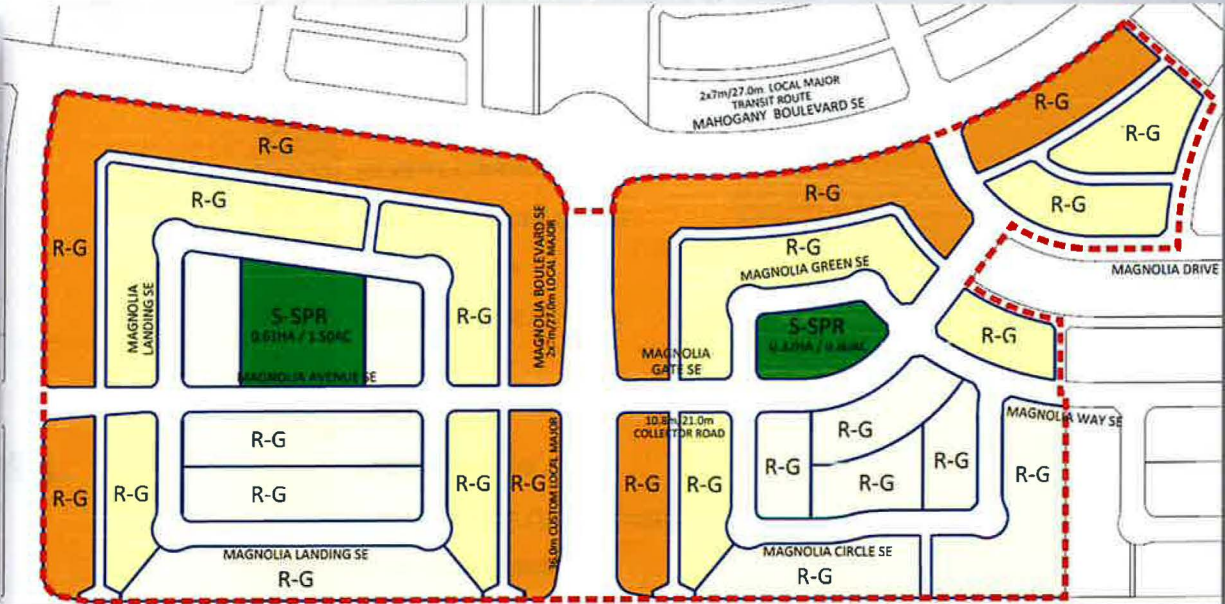 2x7m/27.0m LOCAL MAJOR
TRANSIT ROUTE
MAHOGANY BOULEVARD SE
R-G
R-G
R-G
R-G
R-G
R-G
R-G
R-G
R-G
MAGNOLIA GREEN SE
MAGNOLIA DRIVE
MAGNOLIA
LANDING SE
S-SPR
0.61HA / 1.50AC
R-G
MAGNOLIA BOULEVARD SE
2x7m/27.0m LOCAL MAJOR
S-SPR
R-G
MAGNOLIA
GATE SE
MAGNOLIA AVENUE SE
10.8m/21.0m
COLLECTOR ROAD
MAGNOLIA WAY SE
R-G
R-G
R-G
R-G
R-G
R-G
R-G
R-G
R-G
R-G
R-G
R-G
R-G
R-G
36.0m CUSTOM LOCAL MAJOR
MAGNOLIA LANDING SE
R-G
MAGNOLIA CIRCLE SE
R-G